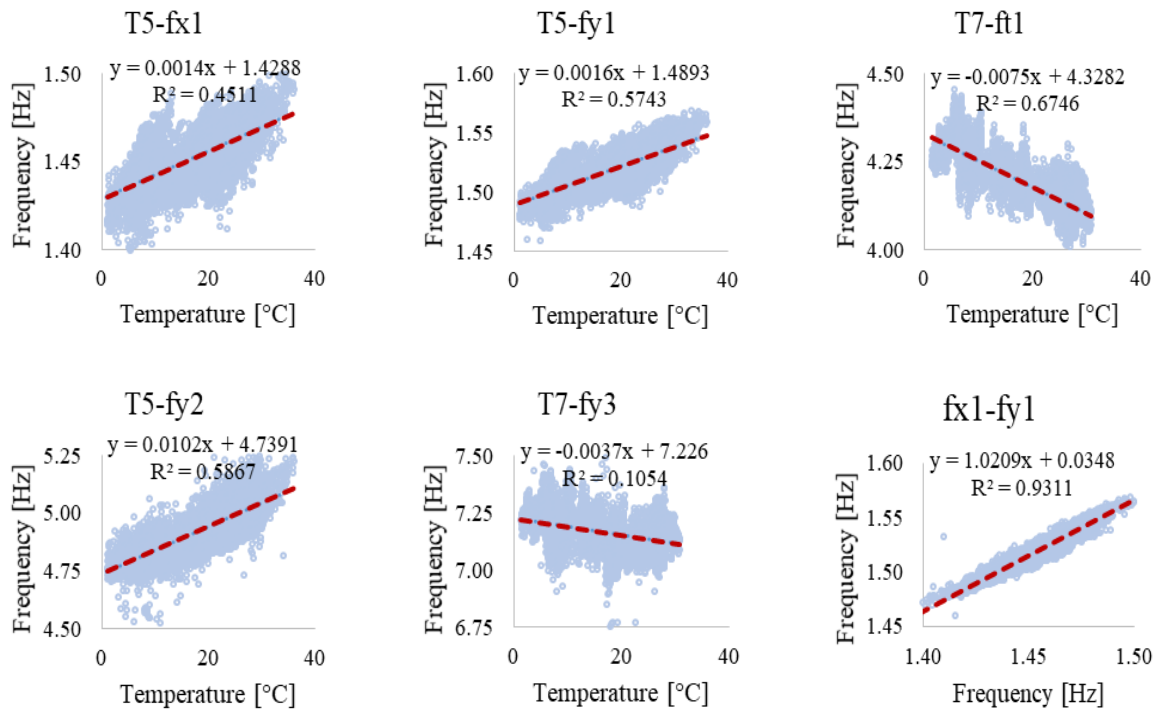 T5-fx1
y = 0.0014x + 1.4288
R² = 0.4511
1.50
1.45
1.40
0
20
40
Frequency [Hz]
Temperature [°C]
T5-fy1
y = 0.0016x + 1.4893
R² = 0.5743
1.60
1.55
1.50
1.45
0
20
40
Frequency [Hz]
Temperature [°C]
T7-ft1
y = -0.0075x + 4.3282
R² = 0.6746
4.50
4.25
4.00
0
20
40
Frequency [Hz]
Temperature [°C]
T5-fy2
y = 0.0102x + 4.7391
R² = 0.5867
5.25
5.00
4.75
4.50
0
20
40
Frequency [Hz]
Temperature [°C]
T7-fy3
y = -0.0037x + 7.226
R² = 0.1054
7.50
7.25
7.00
6.75
0
20
40
Frequency [Hz]
Temperature [°C]
fx1-fy1
y = 1.0209x + 0.0348
R² = 0.9311
1.60
1.55
1.50
1.45
1.40
1.45
1.50
Frequency [Hz]
Frequency [Hz]